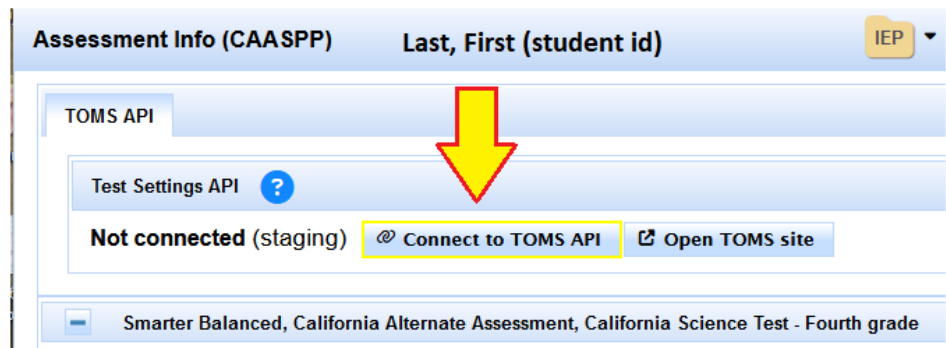 Assessment Info (CAASPP) Last, First (student id) IEP
TOMS API
Test Settings API ?
Not connected (staging) Connect to TOMS API Open TOMS site
Smarter Balanced, California Alternate Assessment, California Science Test - Fourth grade